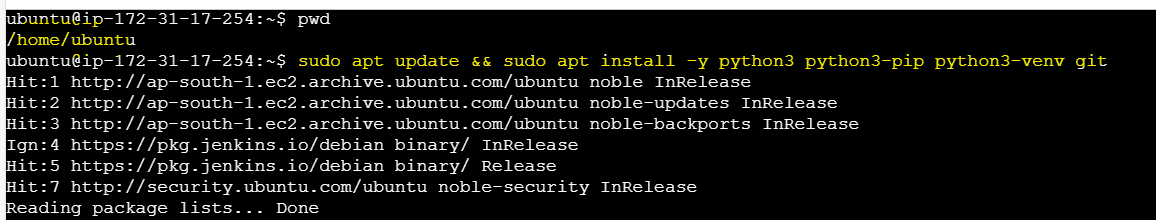 ubuntu@ip-172-31-17-254:~$ pwd
/home/ubuntu
ubuntu@ip-172-31-17-254:~$ sudo apt update && sudo apt install -y python3 python3-pip python3-venv git
Hit:1 http://ap-south-1.ec2.archive.ubuntu.com/ubuntu noble InRelease
Hit:2 http://ap-south-1.ec2.archive.ubuntu.com/ubuntu noble-updates InRelease
Hit:3 http://ap-south-1.ec2.archive.ubuntu.com/ubuntu noble-backports InRelease
Ign:4 https://pkg.jenkins.io/debian binary/ InRelease
Hit:5 https://pkg.jenkins.io/debian binary/ Release
Hit:7 http://security.ubuntu.com/ubuntu noble-security InRelease
Reading package lists... Done